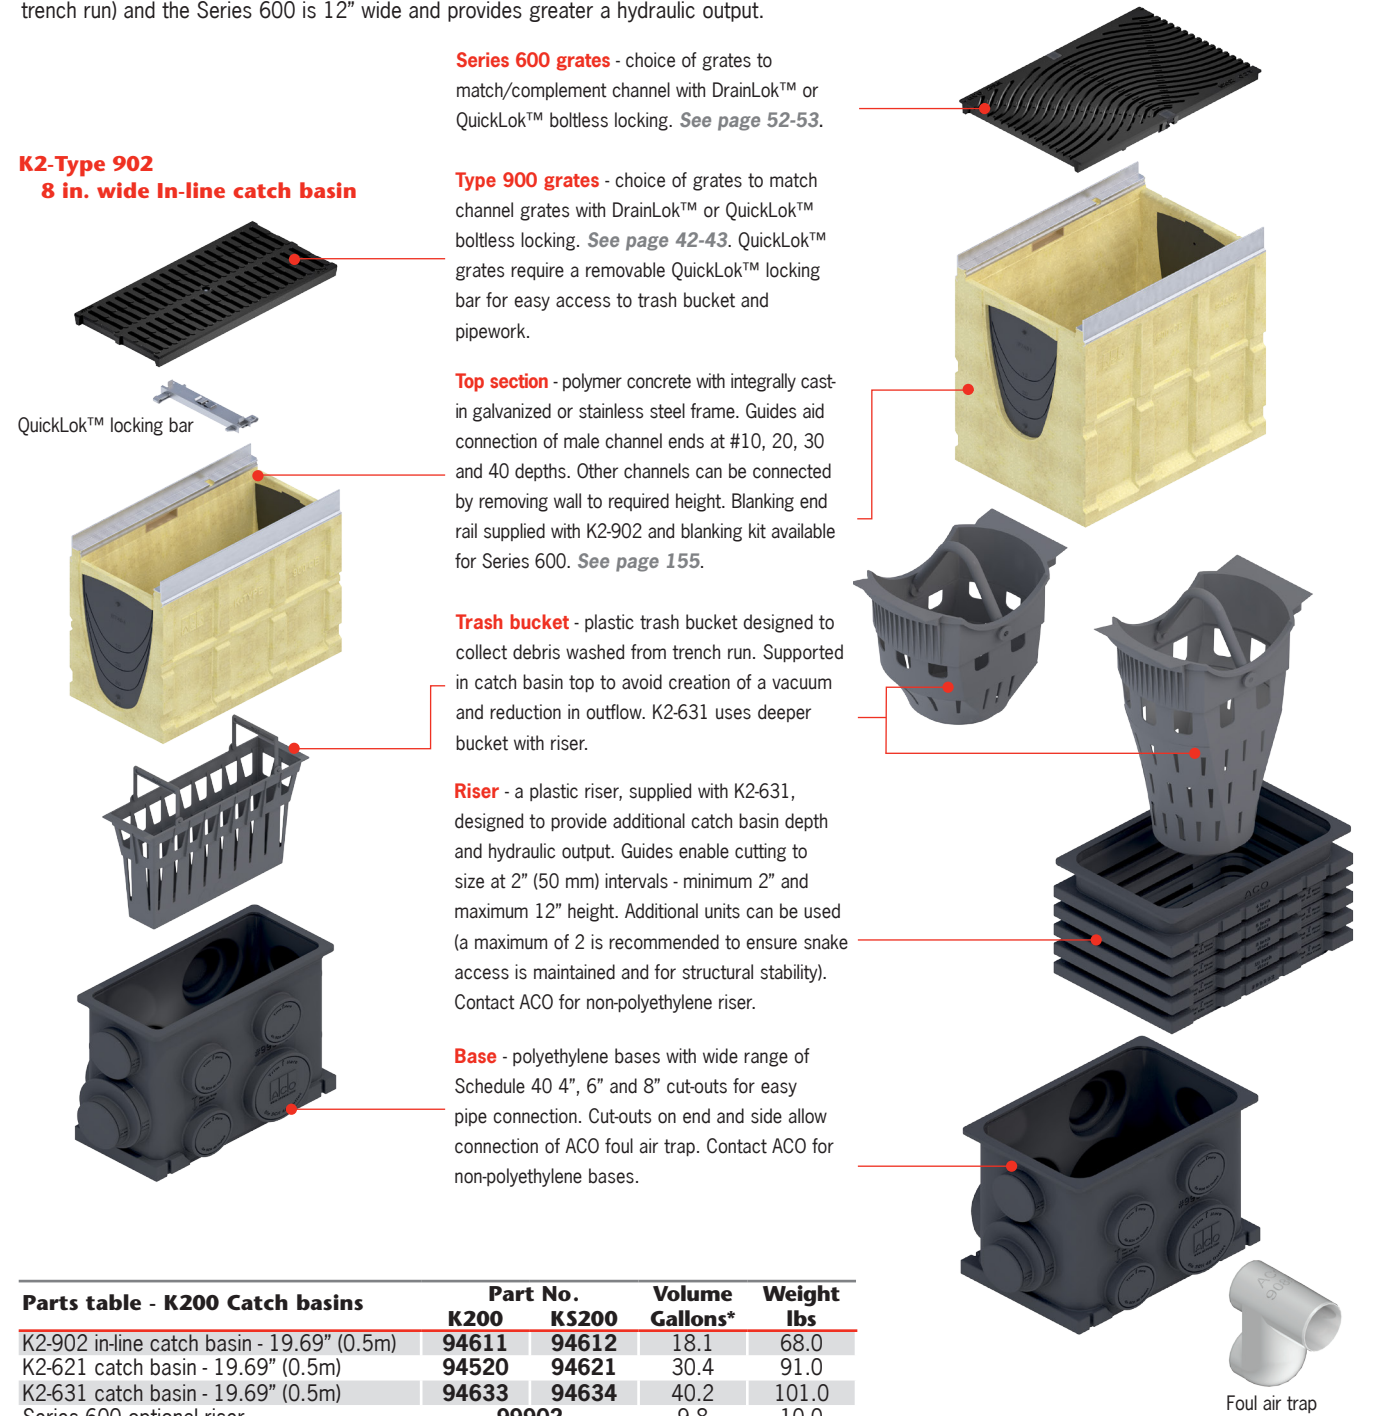 trench run) and the Series 600 is 12” wide and provides greater a hydraulic output.
Series 600 grates - choice of grates to
match/complement channel with DrainLok™ or
QuickLok™ boltless locking. See page 52-53.
K2-Type 902
8 in. wide In-line catch basin
Type 900 grates - choice of grates to match
channel grates with DrainLok™ or QuickLok™
boltless locking. See page 42-43. QuickLok™
grates require a removable QuickLok™ locking
bar for easy access to trash bucket and
pipework.
QuickLok™ locking bar
Top section - polymer concrete with integrally cast-
in galvanized or stainless steel frame. Guides aid
connection of male channel ends at #10, 20, 30
and 40 depths. Other channels can be connected
by removing wall to required height. Blanking end
rail supplied with K2-902 and blanking kit available
for Series 600. See page 155.
Trash bucket - plastic trash bucket designed to
collect debris washed from trench run. Supported
in catch basin top to avoid creation of a vacuum
and reduction in outflow. K2-631 uses deeper
bucket with riser.
Riser - a plastic riser, supplied with K2-631,
designed to provide additional catch basin depth
and hydraulic output. Guides enable cutting to
size at 2” (50 mm) intervals - minimum 2” and
maximum 12” height. Additional units can be used
(a maximum of 2 is recommended to ensure snake
access is maintained and for structural stability).
Contact ACO for non-polyethylene riser.
ACO
Base - polyethylene bases with wide range of
Schedule 40 4”, 6” and 8” cut-outs for easy
pipe connection. Cut-outs on end and side allow
connection of ACO foul air trap. Contact ACO for
non-polyethylene bases.
ACO
ACO
Foul air trap
Parts table - K200 Catch basins Part No. Volume Weight
K200 KS200 Gallons* lbs
K2-902 in-line catch basin - 19.69” (0.5m) 94611 94612 18.1 68.0
K2-621 catch basin - 19.69” (0.5m) 94520 94621 30.4 91.0
K2-631 catch basin - 19.69” (0.5m) 94633 94634 40.2 101.0
Series 600 optional riser 99902 9.8 10.0